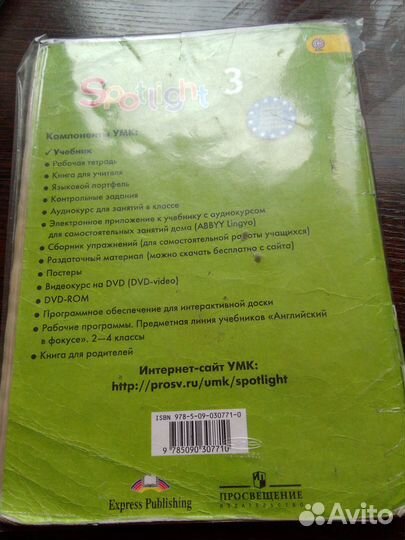 Spotlight 3
Компоненты УМК:
✓ Учебник
• Рабочая тетрадь
• Книга для учителя
• Языковой портфель
• Контрольные задания
• Аудиокурс для занятий в классе
• Электронное приложение к учебнику с аудиокурсом
для самостоятельных занятий дома (ABBYY Lingvo)
• Сборник упражнений (для самостоятельной работы учащихся)
• Раздаточный материал (можно скачать бесплатно с сайта)
• Постеры
• Видеокурс на DVD (DVD-video)
• DVD-ROM
• Программное обеспечение для интерактивной доски
• Рабочие программы. Предметная линия учебников «Английский
в фокусе». 2—4 классы
• Книга для родителей
Интернет-сайт УМК:
http://prosv.ru/umk/spotlight
ISBN 978-5-09-030771-0
9 785090 307710
Express Publishing
ПРОСВЕЩЕНИЕ
ИЗДАТЕЛЬСТВО
Avito